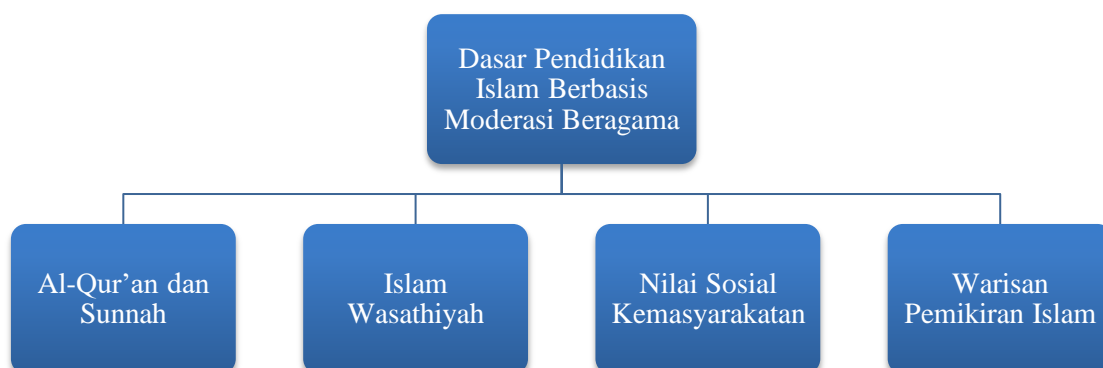 Dasar Pendidikan
Islam Berbasis
Moderasi Beragama
Al-Qur’an dan
Sunnah
Islam
Wasathiyah
Nilai Sosial
Kemasyarakatan
Warisan
Pemikiran Islam